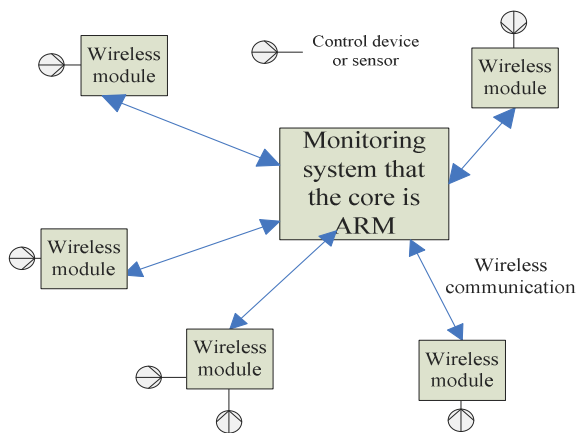 Wireless
module
Control device
or sensor
Wireless
module
Monitoring
system that
the core is
ARM
Wireless
module
Wireless
communication
Wireless
module
Wireless
module